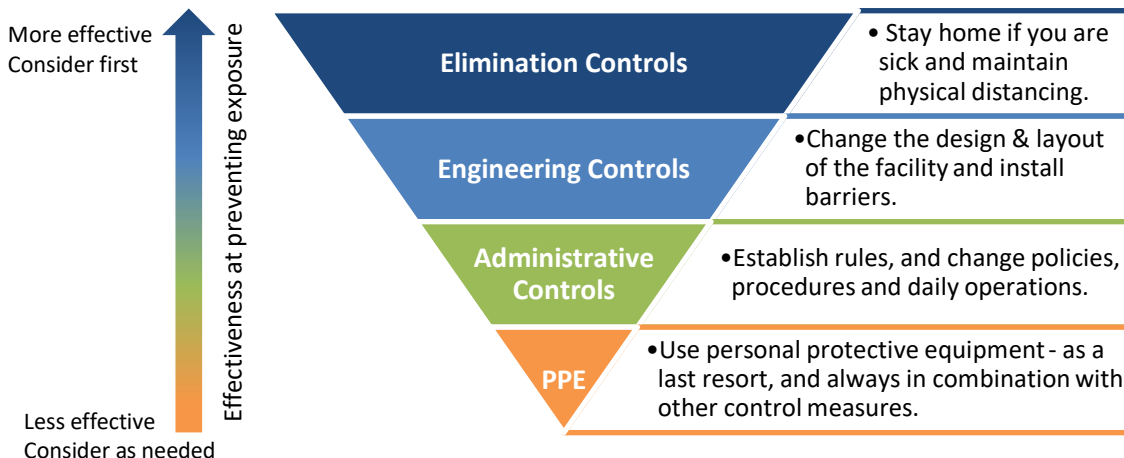 More effective
Consider first
Effectiveness at preventing exposure
Less effective
Consider as needed
Elimination Controls
• Stay home if you are
sick and maintain
physical distancing.
Engineering Controls
•Change the design & layout
of the facility and install
barriers.
Administrative
Controls
•Establish rules, and change policies,
procedures and daily operations.
PPE
•Use personal protective equipment - as a
last resort, and always in combination with
other control measures.